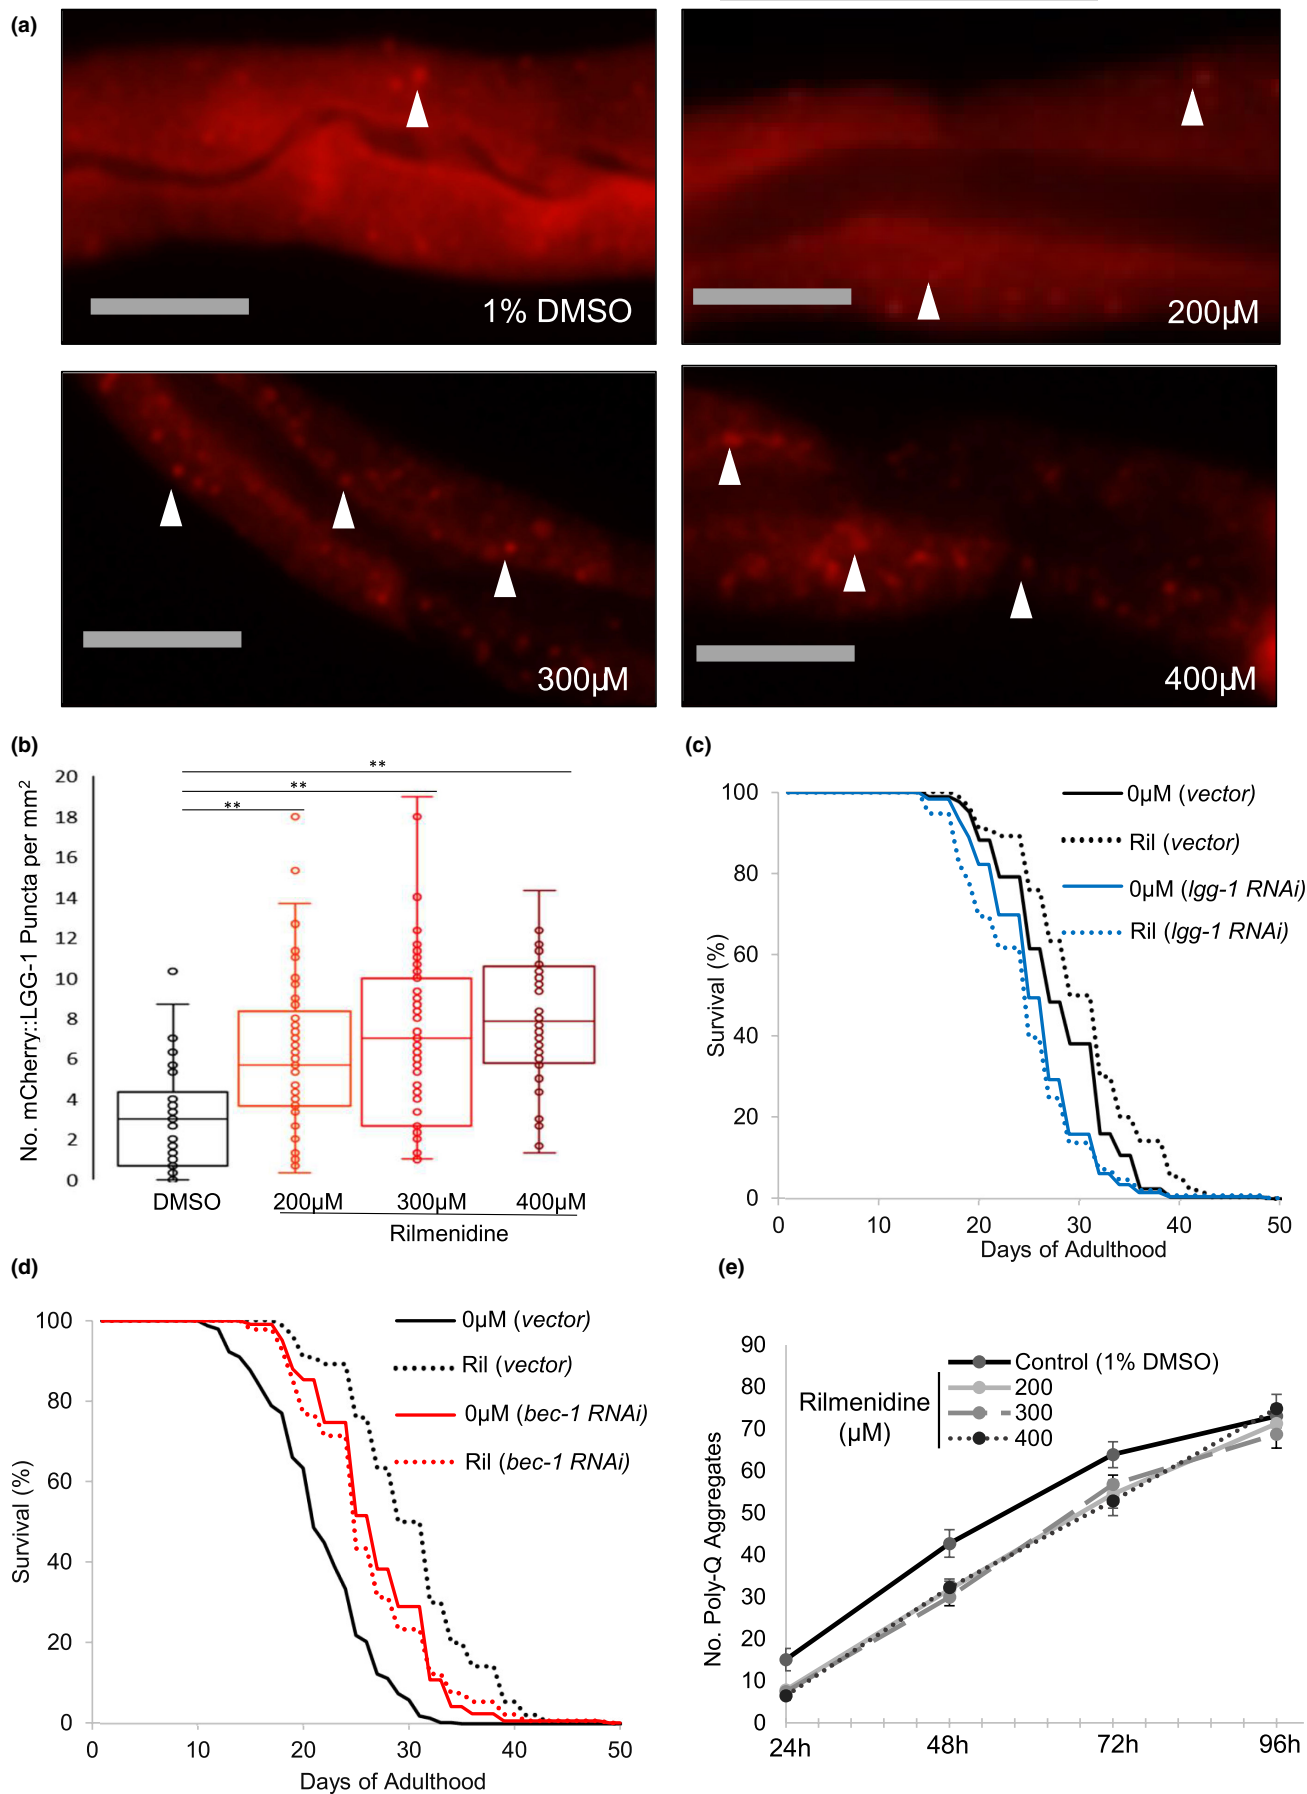 (a)
1% DMSO
200µM
300µM
400µM
(b)
No. mCherry::LGG-1 Puncta per mm2
20
18
16
14
12
10
8
6
4
2
0
**
**
**
DMSO
200µM
300µM
400µM
Rilmenidine
(c)
Survival (%)
100
80
60
40
20
0
0 10 20 30 40 50
Days of Adulthood
0µM (vector)
Ril (vector)
0µM (lgg-1 RNAi)
Ril (lgg-1 RNAi)
(d)
Survival (%)
100
80
60
40
20
0
0 10 20 30 40 50
Days of Adulthood
0µM (vector)
Ril (vector)
0µM (bec-1 RNAi)
Ril (bec-1 RNAi)
(e)
No. Poly-Q Aggregates
90
80
70
60
50
40
30
20
10
0
24h 48h 72h 96h
Control (1% DMSO)
Rilmenidine
(µM)
200
300
400